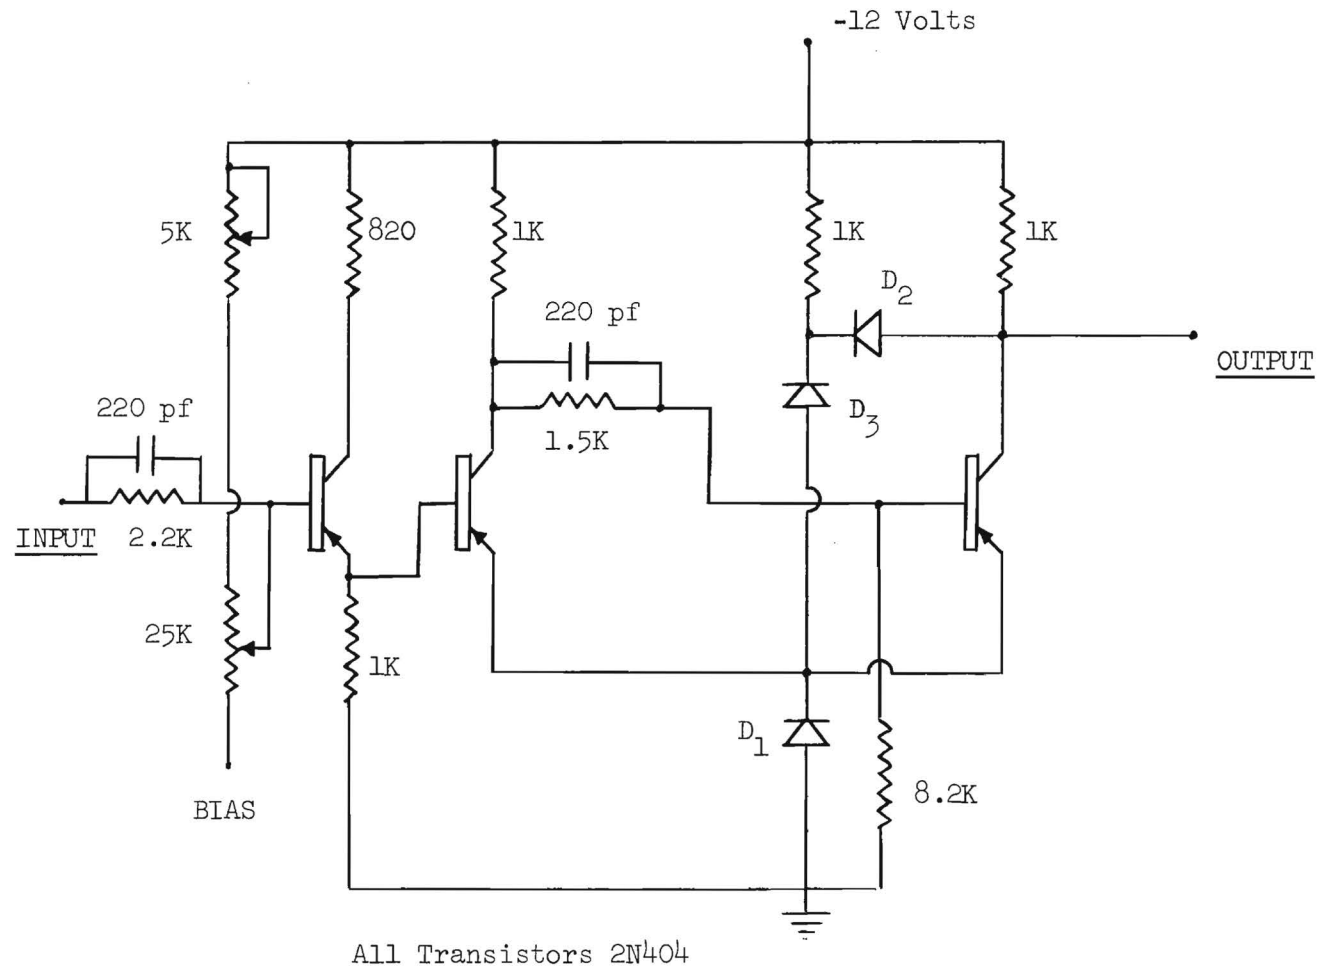 -12 Volts
5K
820
1K
1K
1K
D2
220 pf
OUTPUT
220 pf
D3
1.5K
INPUT
2.2K
25K
1K
D1
8.2K
BIAS
All Transistors 2N404